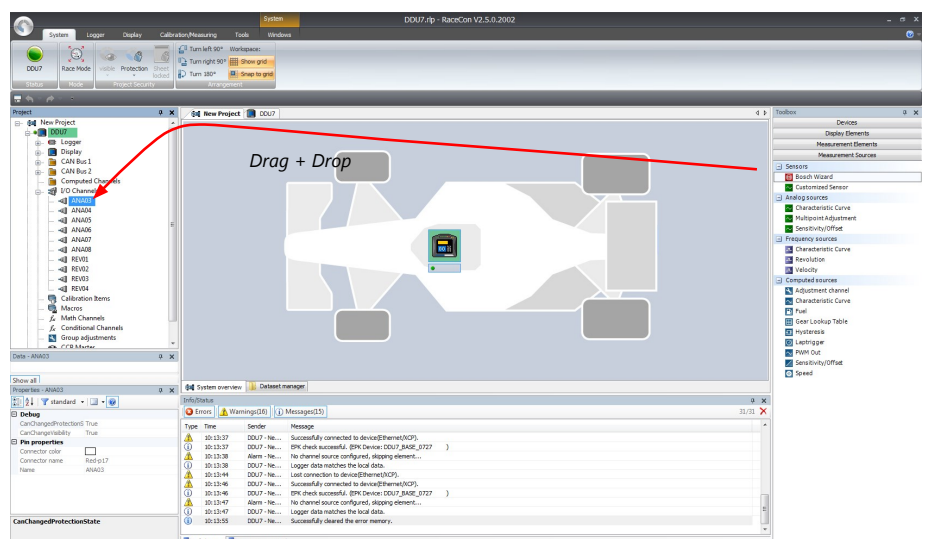 System
DDU7.rlp - RaceCon V2.5.0.2002
System Logger Display Calibration/Measuring Tools Windows
DDU7
Race Mode
visible
Protection
Sheet locked
Turn left 90°
Turn right 90°
Turn 180°
Workspace:
Show grid
Snap to grid
Status
Mode
Project Security
Arrangement
Project
New Project
DDU7
Logger
Display
CAN Bus 1
CAN Bus 2
Computed Channels
I/O Channels
ANA03
ANA04
ANA05
ANA06
ANA07
ANA08
REV01
REV02
REV03
REV04
Calibration Items
Macros
Math Channels
Conditional Channels
Group adjustments
CCP Master
Data - ANA03
Show all
Properties - ANA03
standard
Debug
CanChangedProtectionS True
CanChangeVisibility True
Pin properties
Connector color
Connector name Red-p17
Name ANA03
CanChangedProtectionState
New Project DDU7
Drag + Drop
System overview Dataset manager
Info/Status
Errors Warnings(16) Messages(15)
31/31
Type Time Sender Message
10:13:37 DDU7 - Ne... Successfully connected to device(Ethernet/XCP).
10:13:37 DDU7 - Ne... EPK check successful. (EPK Device: DDU7_BASE_0727 )
10:13:38 Alarm - Ne... No channel source configured, skipping element...
10:13:38 DDU7 - Ne... Logger data matches the local data.
10:13:44 DDU7 - Ne... Lost connection to device(Ethernet/XCP).
10:13:46 DDU7 - Ne... Successfully connected to device(Ethernet/XCP).
10:13:46 DDU7 - Ne... EPK check successful. (EPK Device: DDU7_BASE_0727 )
10:13:47 Alarm - Ne... No channel source configured, skipping element...
10:13:47 DDU7 - Ne... Logger data matches the local data.
10:13:55 DDU7 - Ne... Successfully cleared the error memory.
Toolbox
Devices
Display Elements
Measurement Elements
Measurement Sources
Sensors
Bosch Wizard
Customized Sensor
Analog sources
Characteristic Curve
Multipoint Adjustment
Sensitivity/Offset
Frequency sources
Characteristic Curve
Revolution
Velocity
Computed sources
Adjustment channel
Characteristic Curve
Fuel
Gear Lookup Table
Hysteresis
Laptrigger
PWM Out
Sensitivity/Offset
Speed